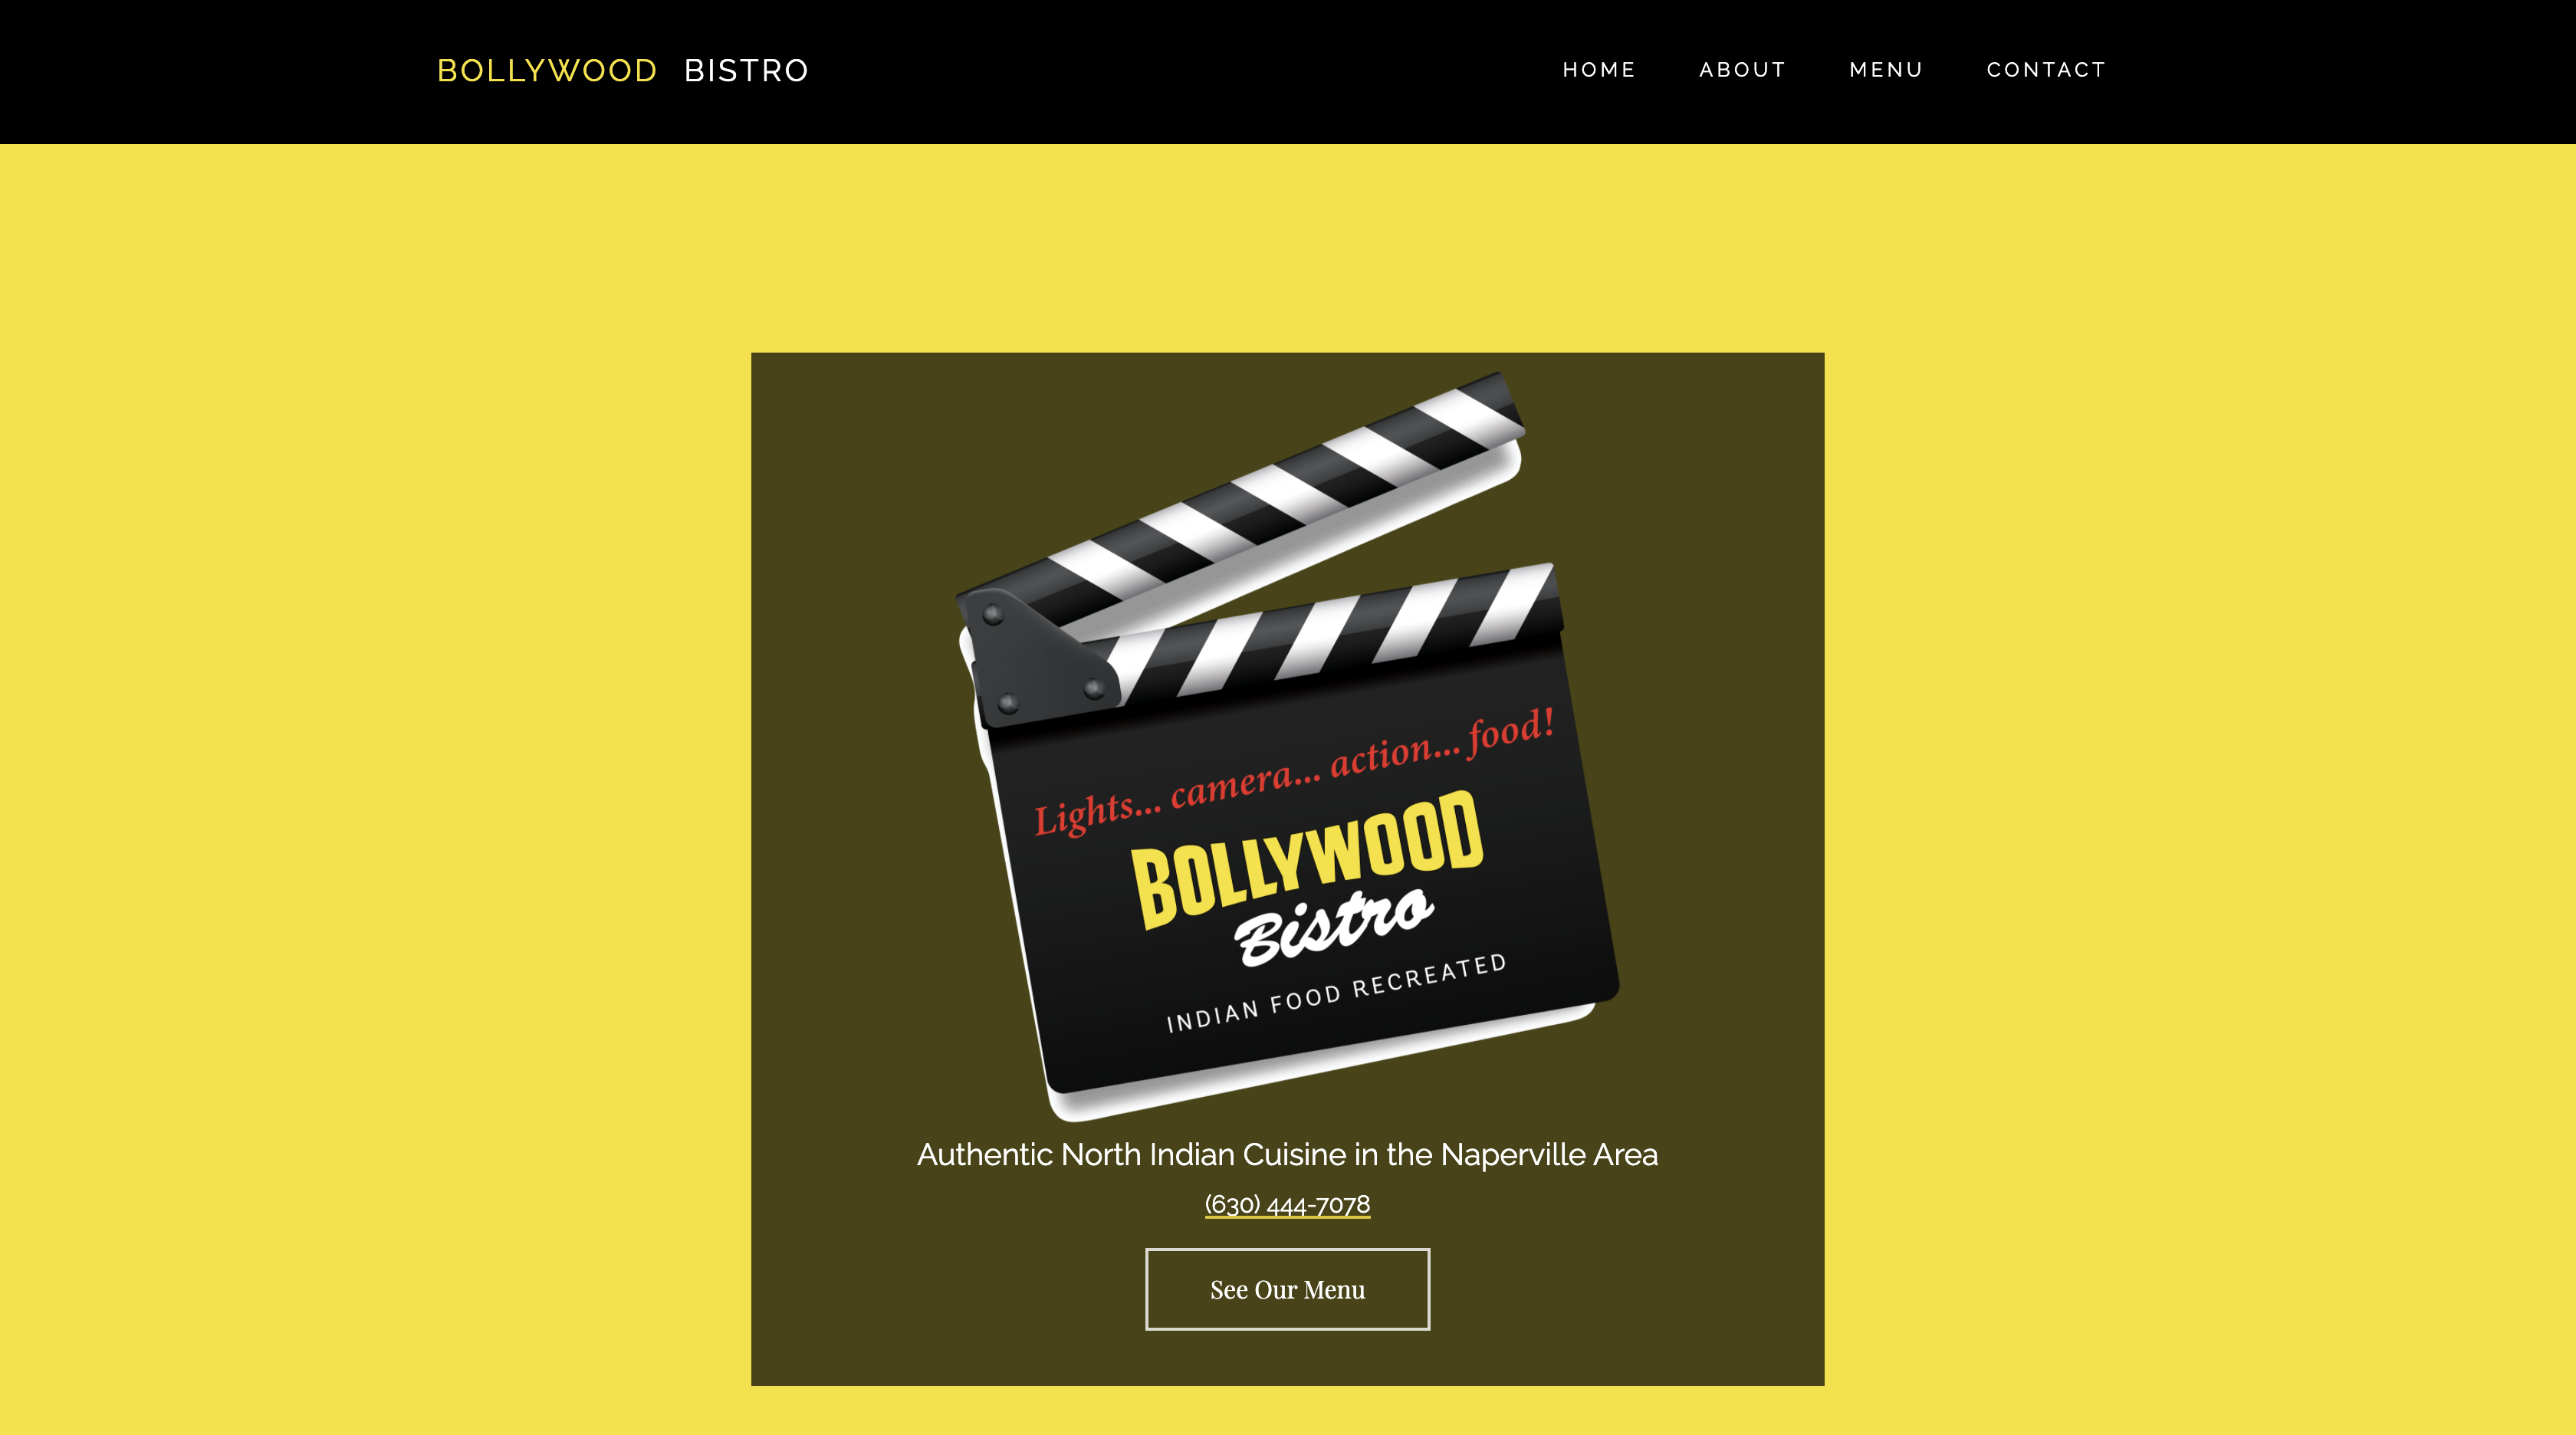 BOLLYWOOD BISTRO
HOME ABOUT MENU CONTACT
Lights... camera... action... food!
BOLLYWOOD
Bistro
INDIAN FOOD RECREATED
Authentic North Indian Cuisine in the Naperville Area
(630) 444-7078
See Our Menu